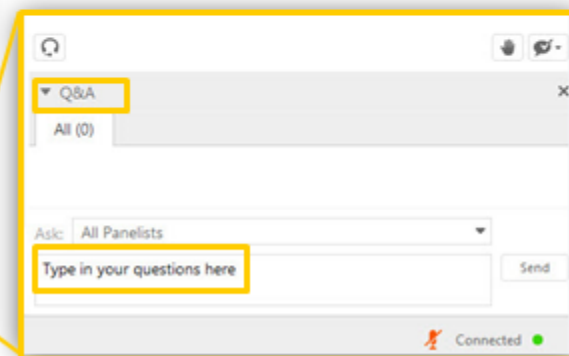 Q&A
All (0)
Ask: All Panelists
Type in your questions here
Send
Connected